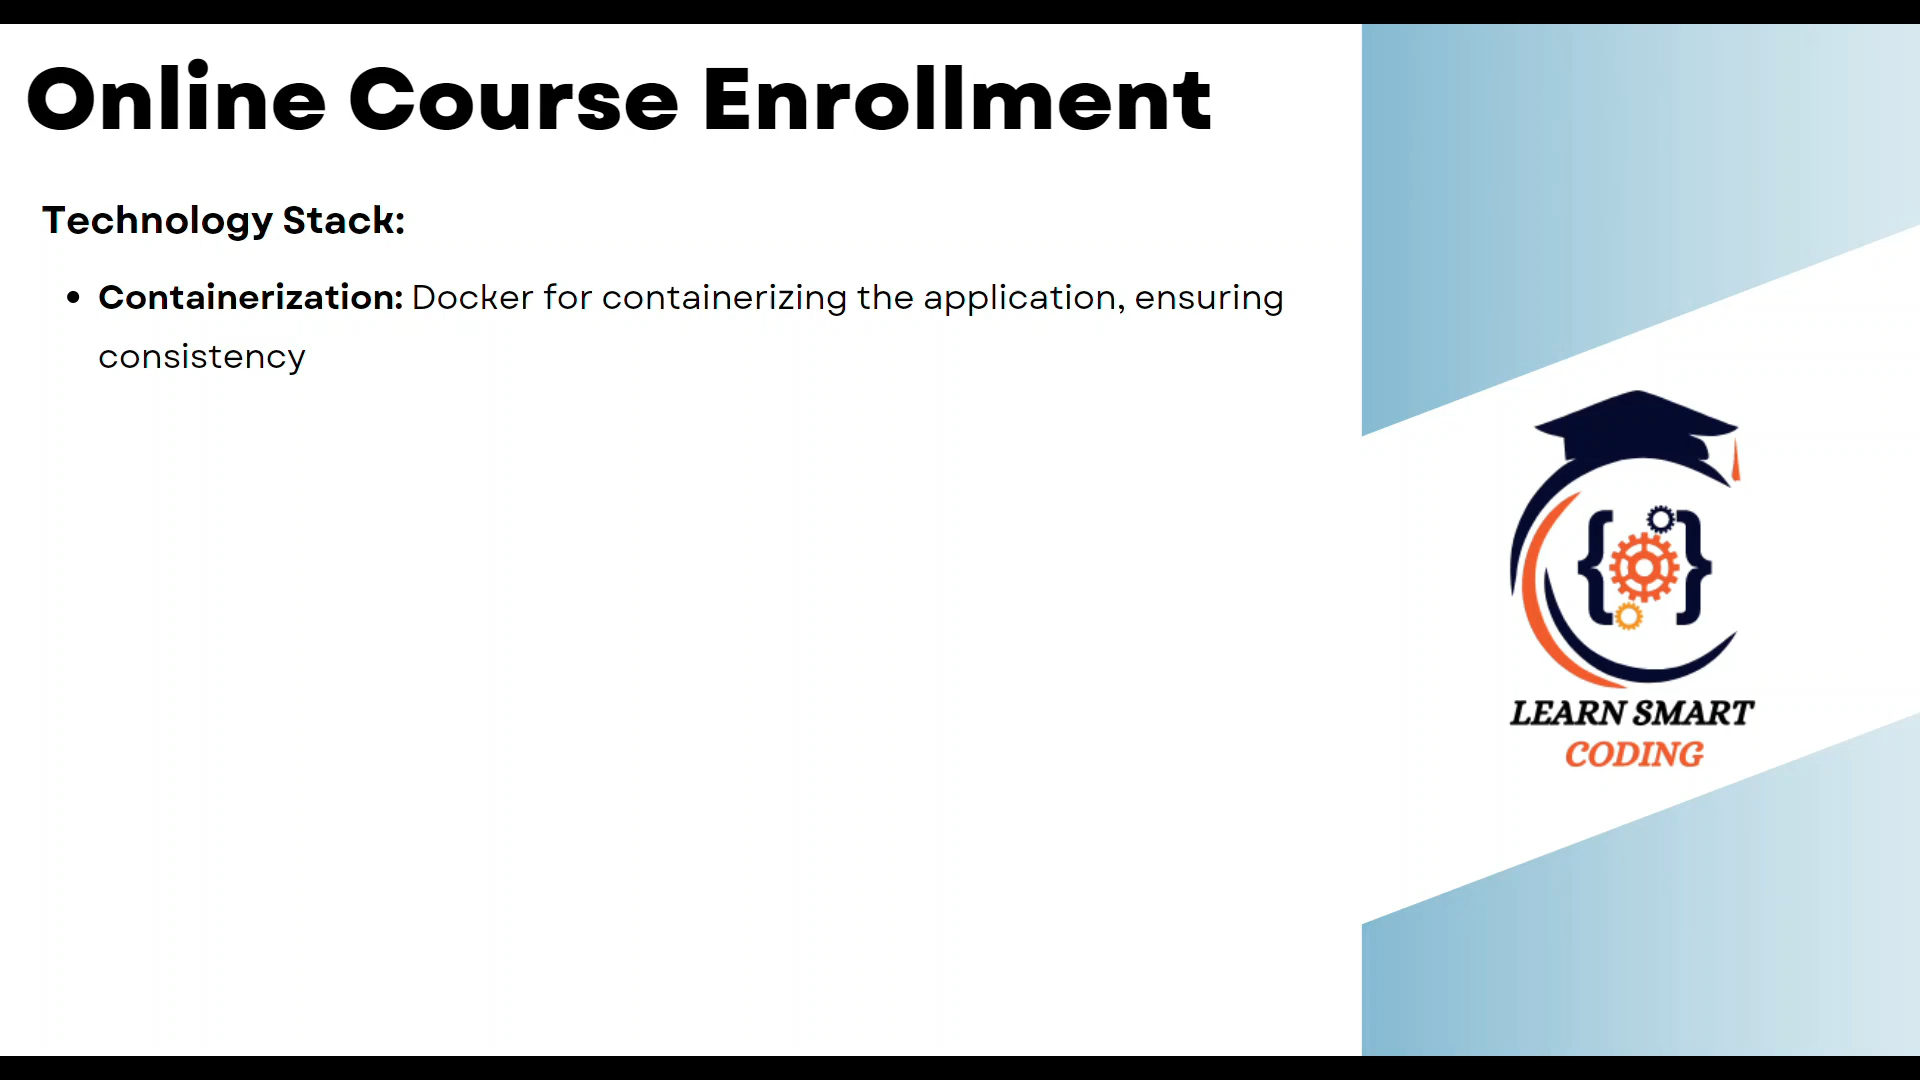 Online Course Enrollment
Technology Stack:
• Containerization: Docker for containerizing the application, ensuring
consistency
{ }
LEARN SMART
CODING